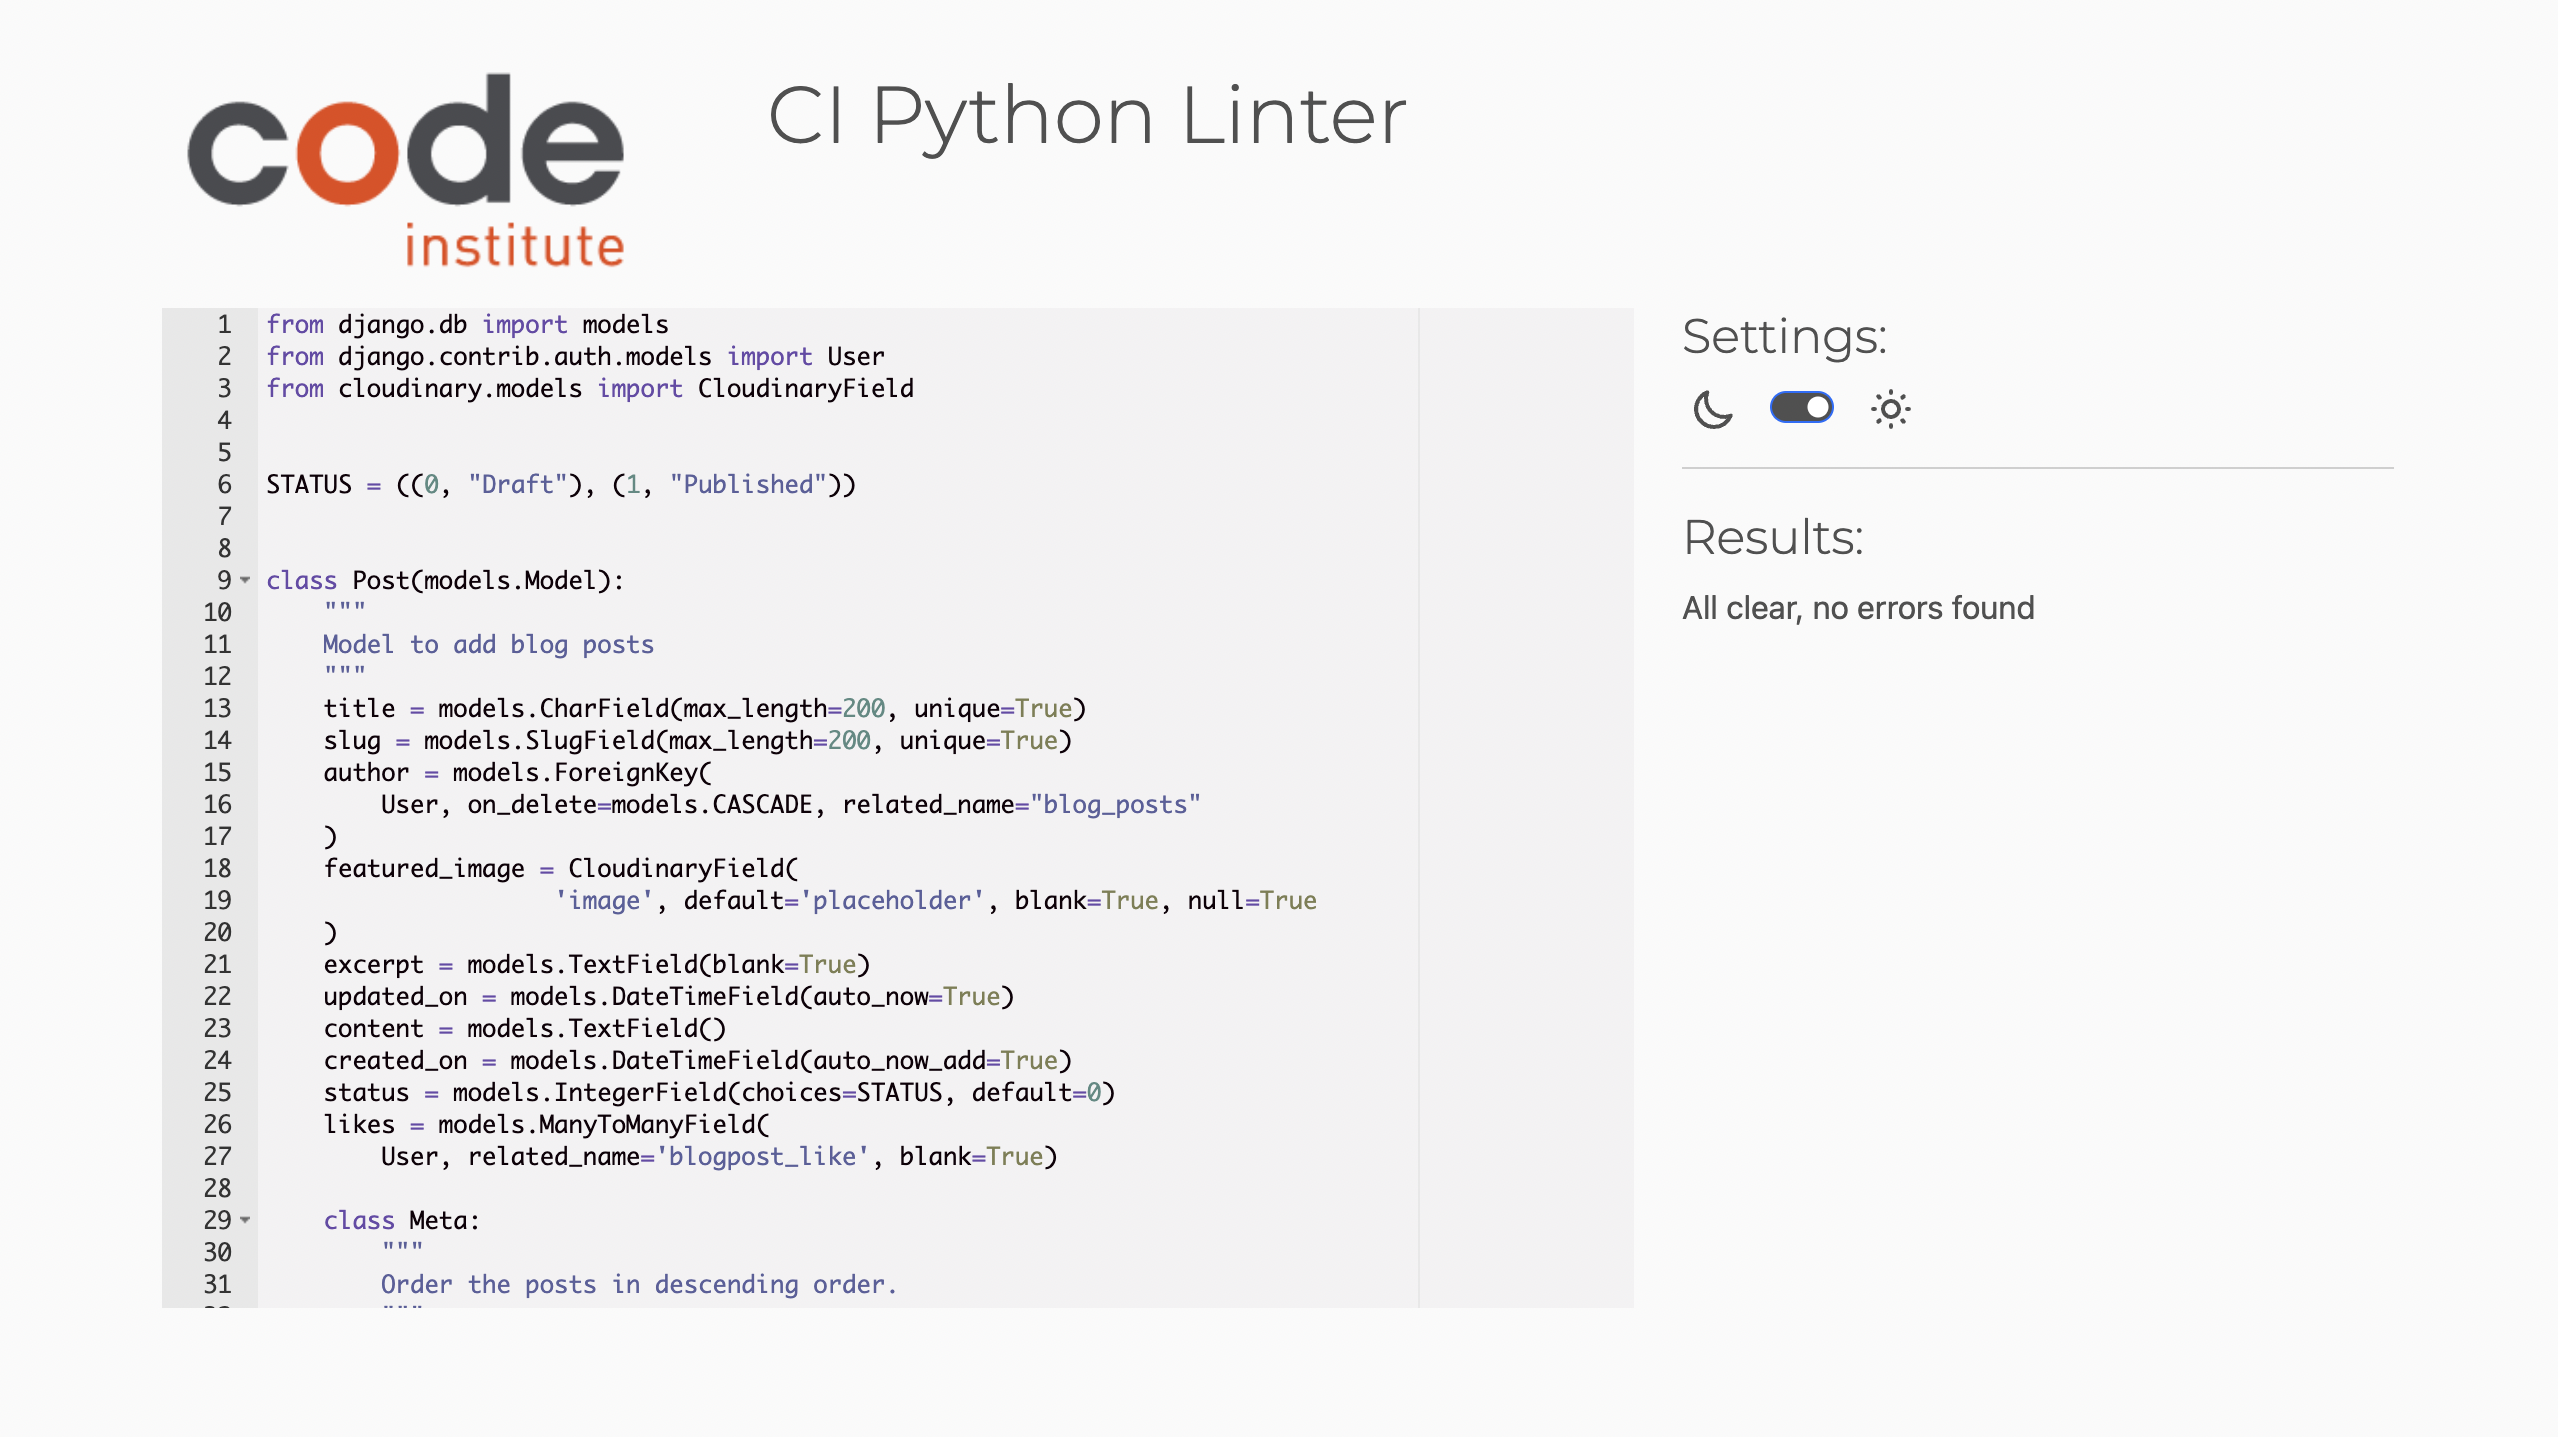 code
institute
CI Python Linter
1 from django.db import models
2 from django.contrib.auth.models import User
3 from cloudinary.models import CloudinaryField
4
5
6 STATUS = ((0, "Draft"), (1, "Published"))
7
8
9 class Post(models.Model):
10     """
11     Model to add blog posts
12     """
13     title = models.CharField(max_length=200, unique=True)
14     slug = models.SlugField(max_length=200, unique=True)
15     author = models.ForeignKey(
16         User, on_delete=models.CASCADE, related_name="blog_posts"
17     )
18     featured_image = CloudinaryField(
19                     'image', default='placeholder', blank=True, null=True
20     )
21     excerpt = models.TextField(blank=True)
22     updated_on = models.DateTimeField(auto_now=True)
23     content = models.TextField()
24     created_on = models.DateTimeField(auto_now_add=True)
25     status = models.IntegerField(choices=STATUS, default=0)
26     likes = models.ManyToManyField(
27         User, related_name='blogpost_like', blank=True)
28
29     class Meta:
30         """
31         Order the posts in descending order.
Settings:
Results:
All clear, no errors found